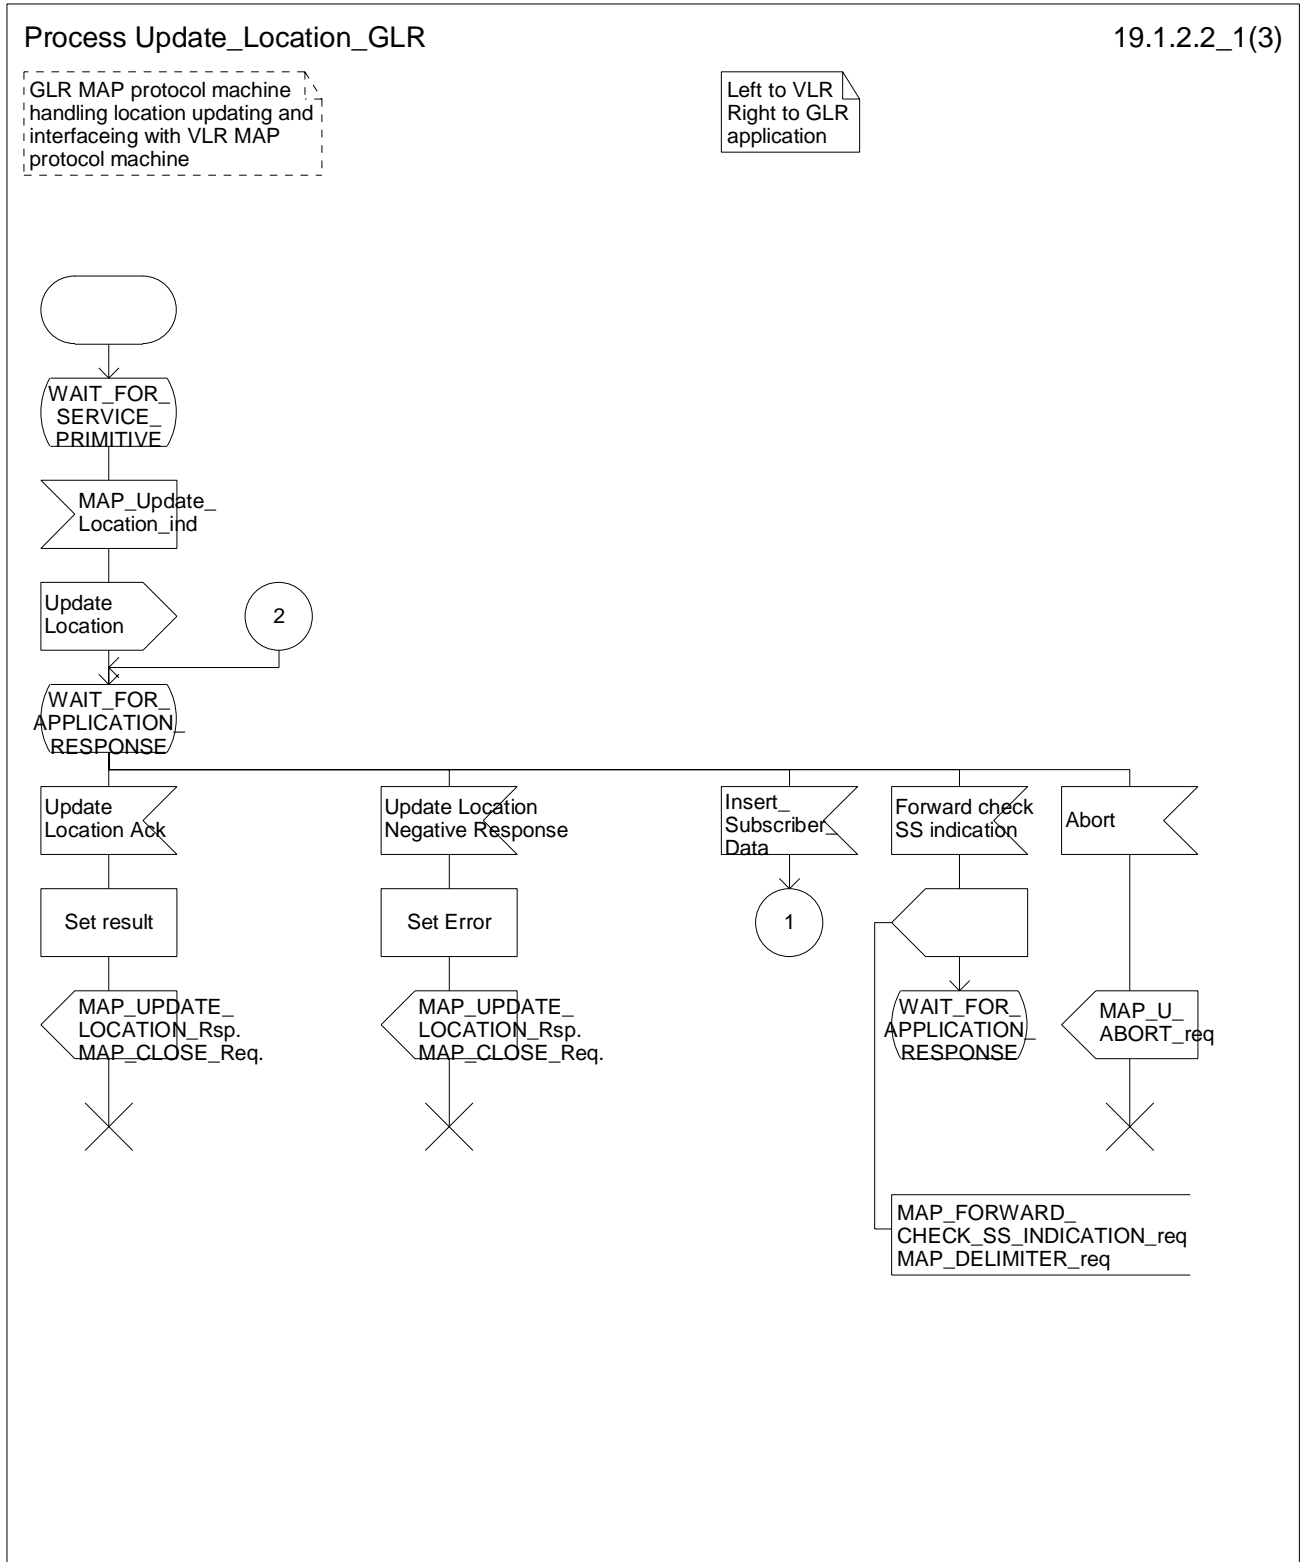 Process Update_Location_GLR
19.1.2.2_1(3)
GLR MAP protocol machine
handling location updating and
interfaceing with VLR MAP
protocol machine
Left to VLR
Right to GLR
application
WAIT_FOR_
SERVICE_
PRIMITIVE
MAP_Update_
Location_ind
Update
Location
2
WAIT_FOR_
APPLICATION_
RESPONSE
Update
Location Ack
Update Location
Negative Response
Insert_
Subscriber_
Data
Forward check
SS indication
Abort
Set result
Set Error
1
MAP_UPDATE_
LOCATION_Rsp.
MAP_CLOSE_Req.
MAP_UPDATE_
LOCATION_Rsp.
MAP_CLOSE_Req.
WAIT_FOR_
APPLICATION_
RESPONSE
MAP_U_
ABORT_req
MAP_FORWARD_
CHECK_SS_INDICATION_req
MAP_DELIMITER_req